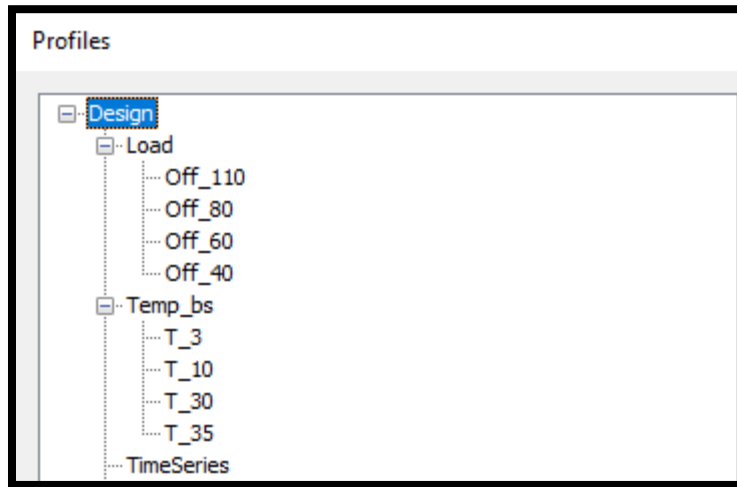 Profiles
Design
Load
Off_110
Off_80
Off_60
Off_40
Temp_bs
T_3
T_10
T_30
T_35
TimeSeries